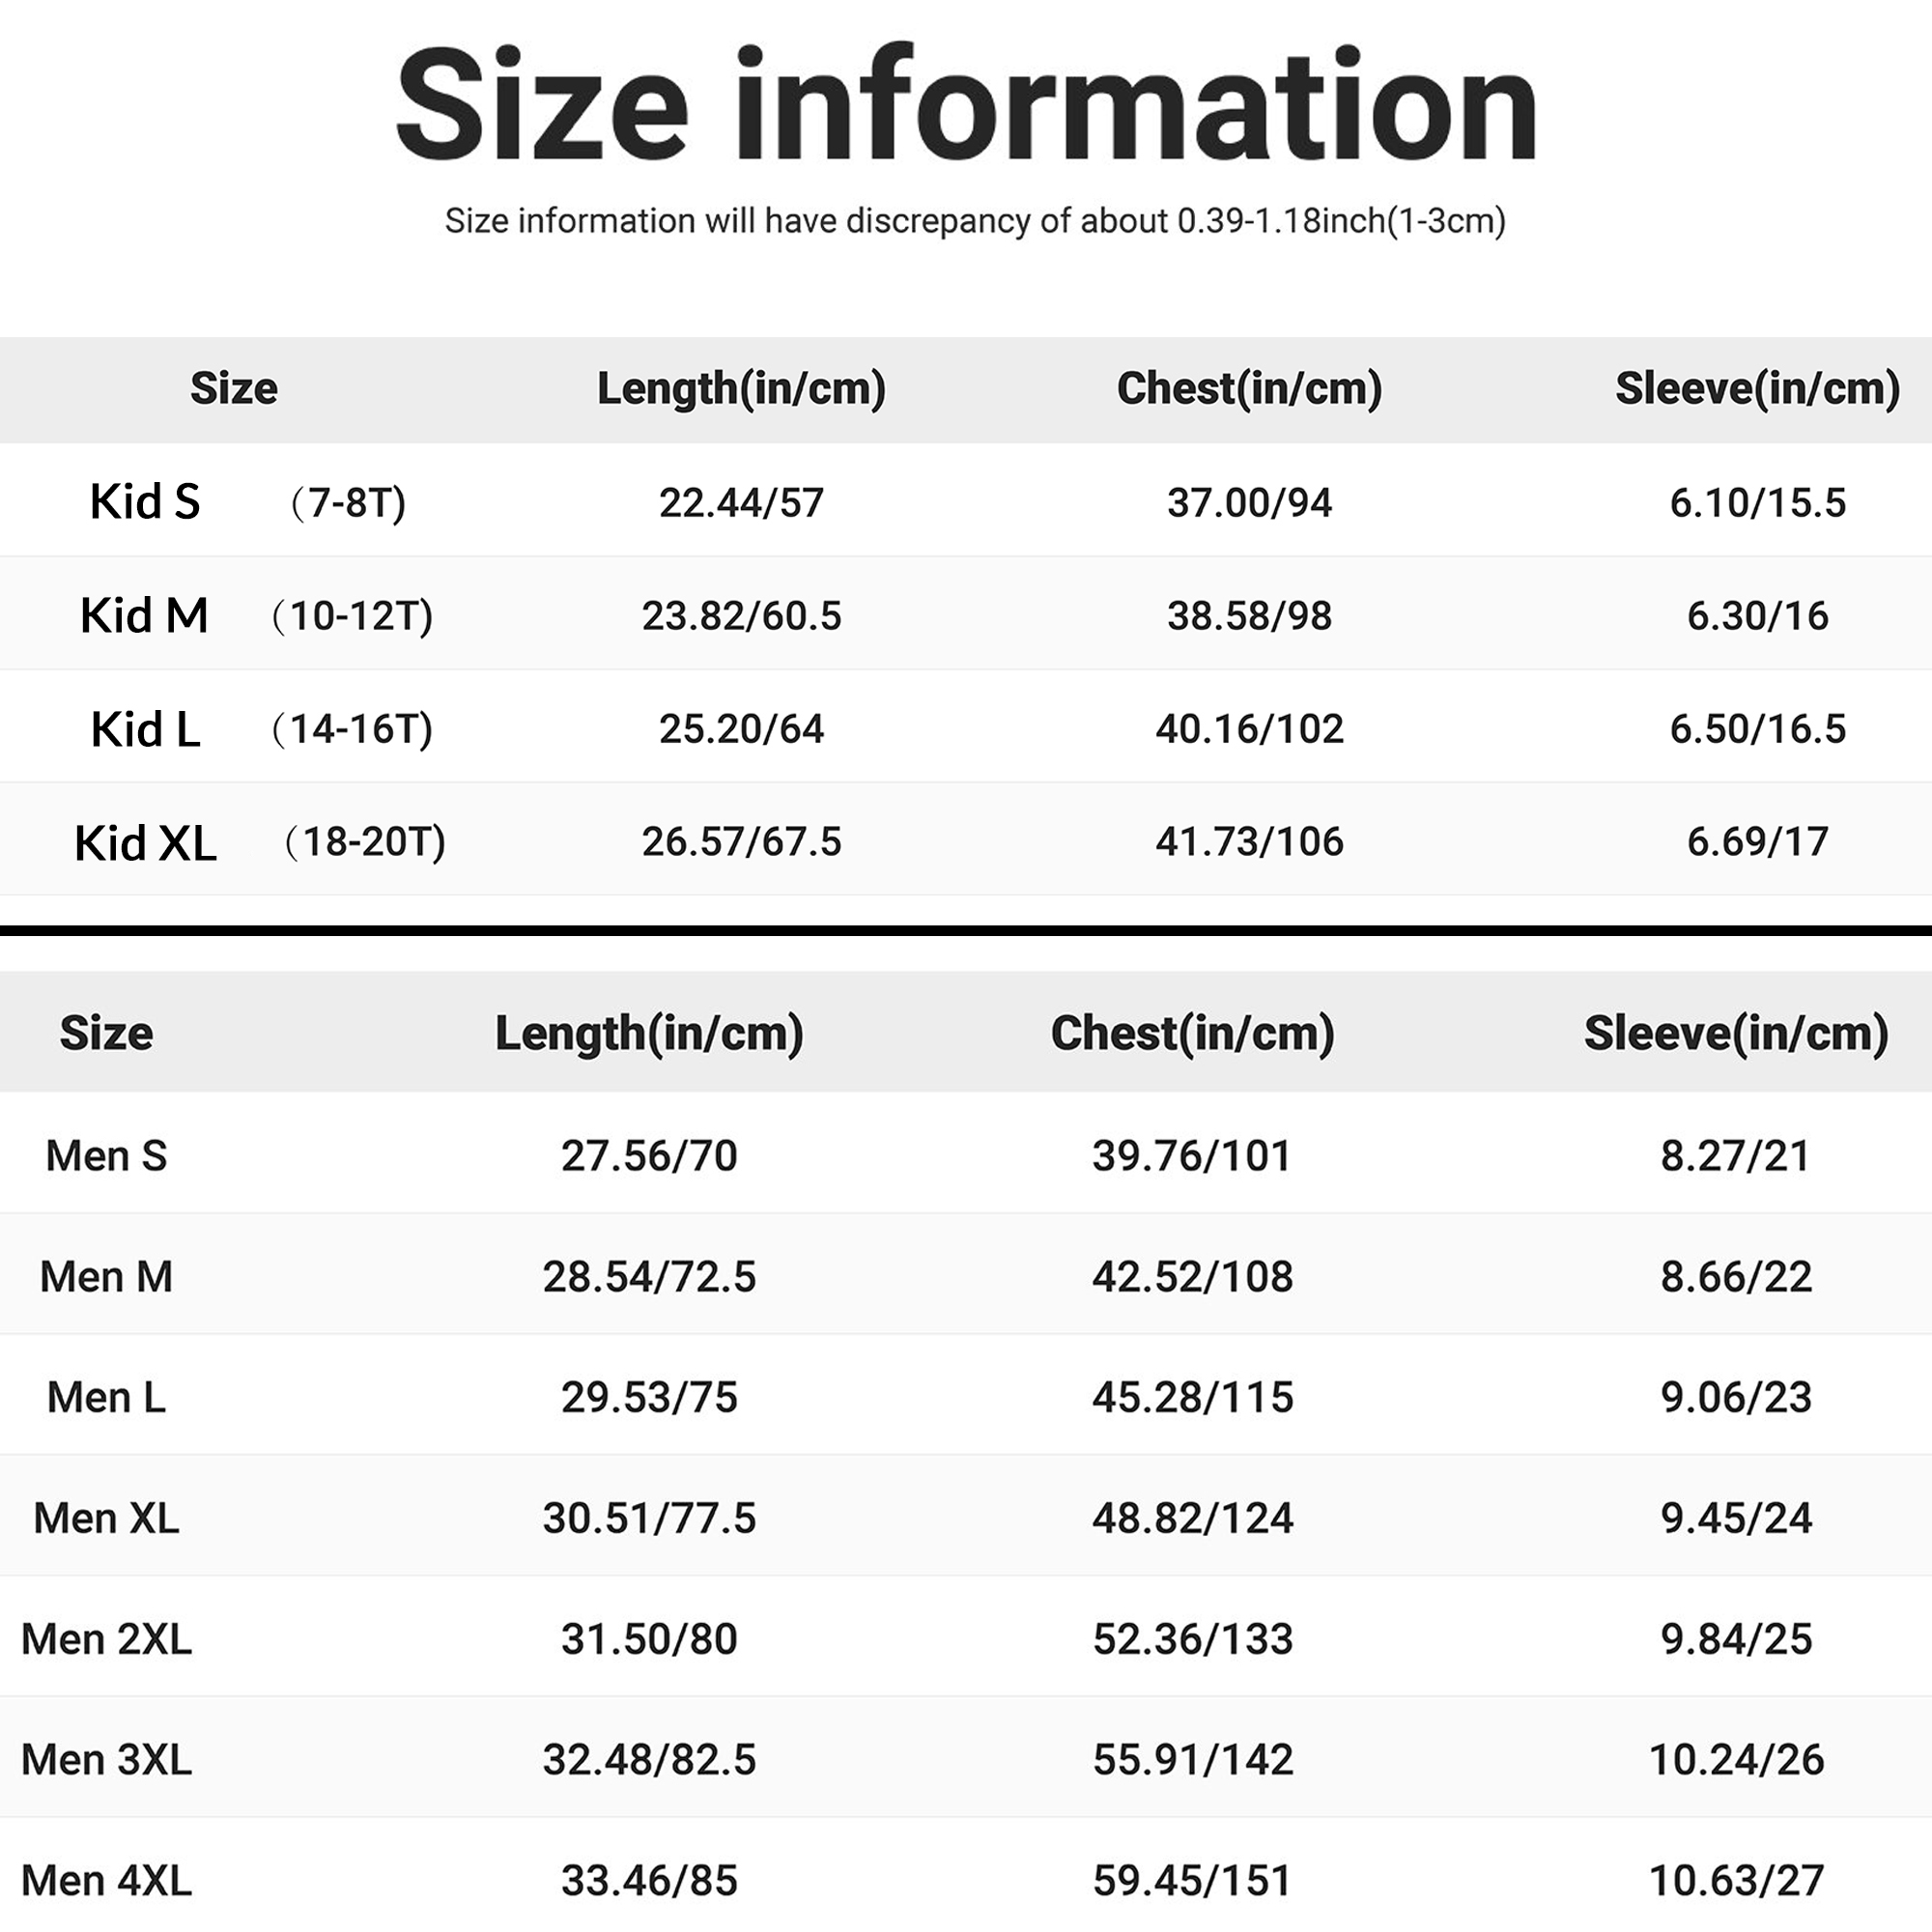 Size information
Size information will have discrepancy of about 0.39-1.18inch(1-3cm)
Size Length(in/cm) Chest(in/cm) Sleeve(in/cm)
Kid S （7-8T) 22.44/57 37.00/94 6.10/15.5
Kid M （10-12T) 23.82/60.5 38.58/98 6.30/16
Kid L （14-16T) 25.20/64 40.16/102 6.50/16.5
Kid XL （18-20T) 26.57/67.5 41.73/106 6.69/17
Size Length(in/cm) Chest(in/cm) Sleeve(in/cm)
Men S 27.56/70 39.76/101 8.27/21
Men M 28.54/72.5 42.52/108 8.66/22
Men L 29.53/75 45.28/115 9.06/23
Men XL 30.51/77.5 48.82/124 9.45/24
Men 2XL 31.50/80 52.36/133 9.84/25
Men 3XL 32.48/82.5 55.91/142 10.24/26
Men 4XL 33.46/85 59.45/151 10.63/27